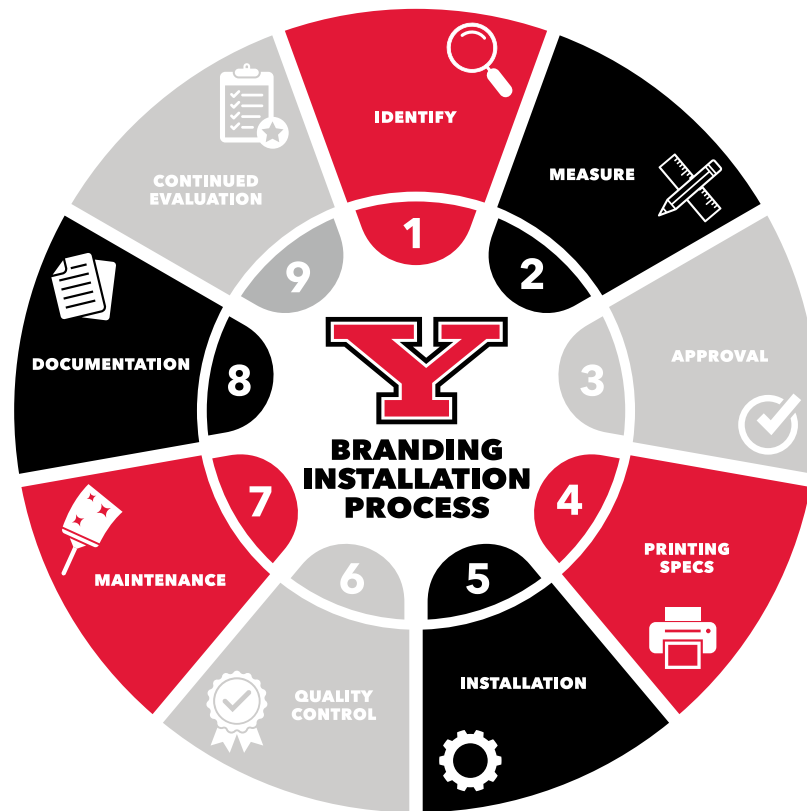 Y
BRANDING
INSTALLATION
PROCESS
1
IDENTIFY
2
MEASURE
3
APPROVAL
4
PRINTING
SPECS
5
INSTALLATION
6
QUALITY
CONTROL
7
MAINTENANCE
8
DOCUMENTATION
9
CONTINUED
EVALUATION